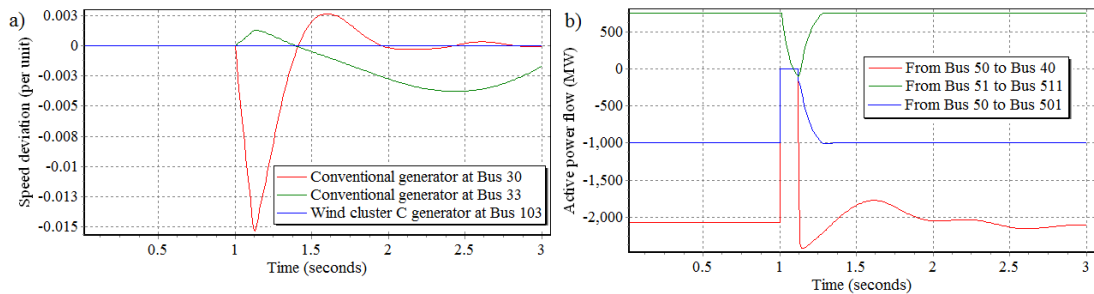 a)
Speed deviation (per unit)
0.003
0
-0.003
-0.005
-0.008
-0.01
-0.013
-0.015
0.5
1
1.5
2
2.5
3
Time (seconds)
Conventional generator at Bus 30
Conventional generator at Bus 33
Wind cluster C generator at Bus 103
b)
Active power flow (MW)
500
0
-500
-1,000
-1,500
-2,000
0.5
1
1.5
2
2.5
3
Time (seconds)
From Bus 50 to Bus 40
From Bus 51 to Bus 511
From Bus 50 to Bus 501